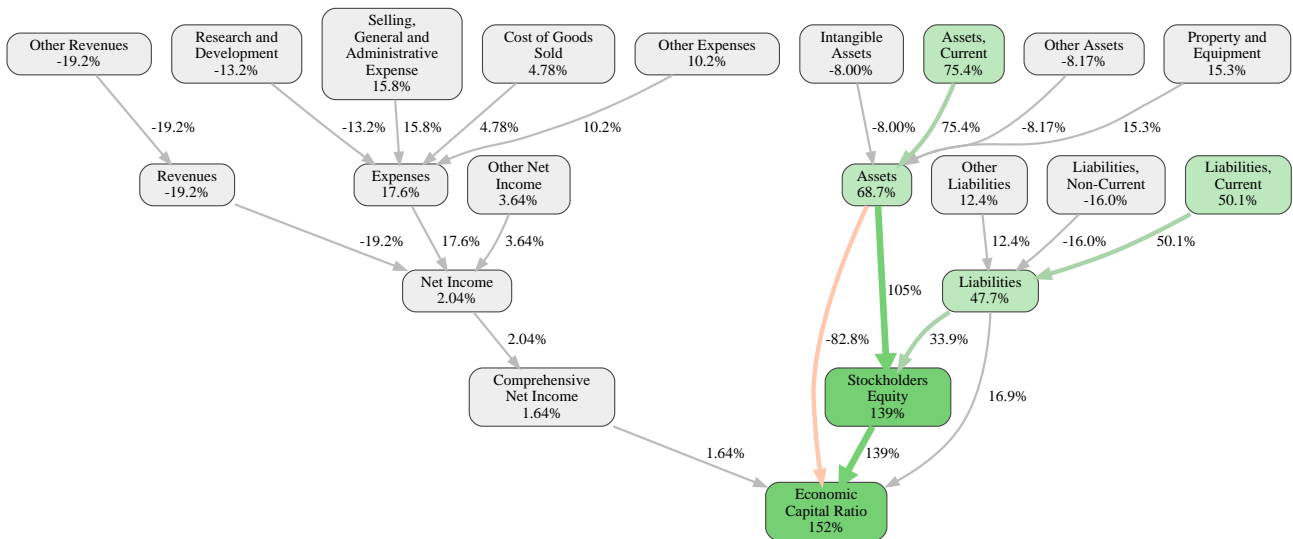 Other Revenues
-19.2%
Research and
Development
-13.2%
Selling,
General and
Administrative
Expense
15.8%
Cost of Goods
Sold
4.78%
Other Expenses
10.2%
Intangible
Assets
-8.00%
Assets,
Current
75.4%
Other Assets
-8.17%
Property and
Equipment
15.3%
-19.2%
-13.2%
15.8%
4.78%
10.2%
-8.00%
75.4%
-8.17%
15.3%
Revenues
-19.2%
Expenses
17.6%
Other Net
Income
3.64%
Assets
68.7%
Other
Liabilities
12.4%
Liabilities,
Non-Current
-16.0%
Liabilities,
Current
50.1%
-19.2%
17.6%
3.64%
12.4%
-16.0%
50.1%
Net Income
2.04%
105%
Liabilities
47.7%
2.04%
-82.8%
33.9%
Comprehensive
Net Income
1.64%
Stockholders
Equity
139%
16.9%
1.64%
139%
Economic
Capital Ratio
152%